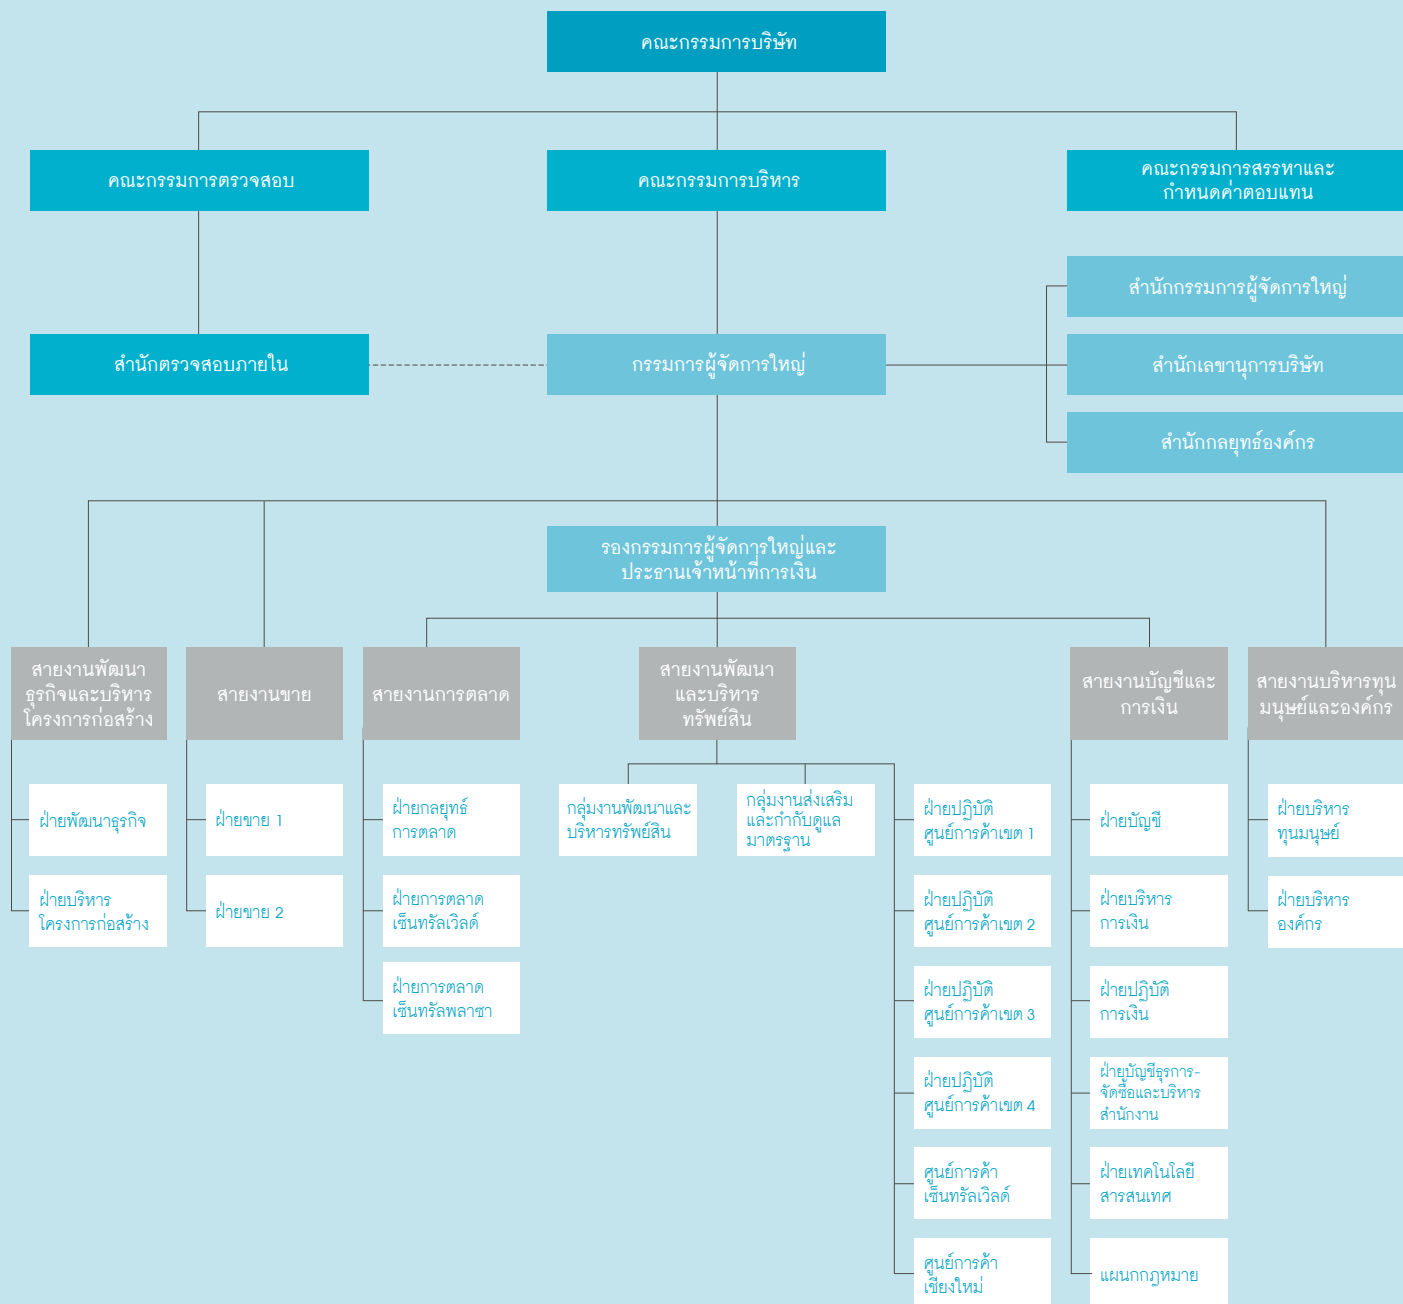 คณะกรรมการบริษัท
คณะกรรมการตรวจสอบ
คณะกรรมการบริหาร
คณะกรรมการสรรหาและ
กำหนดค่าตอบแทน
สำนักกรรมการผู้จัดการใหญ่
สำนักตรวจสอบภายใน
กรรมการผู้จัดการใหญ่
สำนักเลขานุการบริษัท
สำนักกลยุทธ์องค์กร
รองกรรมการผู้จัดการใหญ่และ
ประธานเจ้าหน้าที่การเงิน
สายงานพัฒนา
ธุรกิจและบริหาร
โครงการก่อสร้าง
สายงานขาย
สายงานการตลาด
สายงานพัฒนา
และบริหาร
ทรัพย์สิน
สายงานบัญชีและ
การเงิน
สายงานบริหารทุน
มนุษย์และองค์กร
ฝ่ายพัฒนาธุรกิจ
ฝ่ายบริหาร
โครงการก่อสร้าง
ฝ่ายขาย 1
ฝ่ายขาย 2
ฝ่ายกลยุทธ์
การตลาด
ฝ่ายการตลาด
เซ็นทรัลเวิลด์
ฝ่ายการตลาด
เซ็นทรัลพลาซา
กลุ่มงานพัฒนาและ
บริหารทรัพย์สิน
กลุ่มงานส่งเสริม
และกำกับดูแล
มาตรฐาน
ฝ่ายปฏิบัติ
ศูนย์การค้าเขต 1
ฝ่ายปฏิบัติ
ศูนย์การค้าเขต 2
ฝ่ายปฏิบัติ
ศูนย์การค้าเขต 3
ฝ่ายปฏิบัติ
ศูนย์การค้าเขต 4
ศูนย์การค้า
เซ็นทรัลเวิลด์
ศูนย์การค้า
เชียงใหม่
ฝ่ายบัญชี
ฝ่ายบริหาร
การเงิน
ฝ่ายปฏิบัติ
การเงิน
ฝ่ายบัญชีธุรการ-
จัดซื้อและบริหาร
สำนักงาน
ฝ่ายเทคโนโลยี
สารสนเทศ
แผนกกฎหมาย
ฝ่ายบริหาร
ทุนมนุษย์
ฝ่ายบริหาร
องค์กร